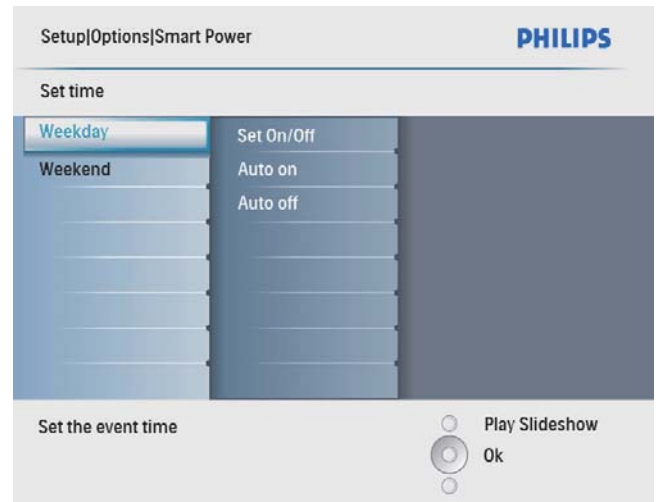 Setup|Options|Smart Power
PHILIPS
Set time
Weekday
Weekend
Set On/Off
Auto on
Auto off
Set the event time
Play Slideshow
Ok